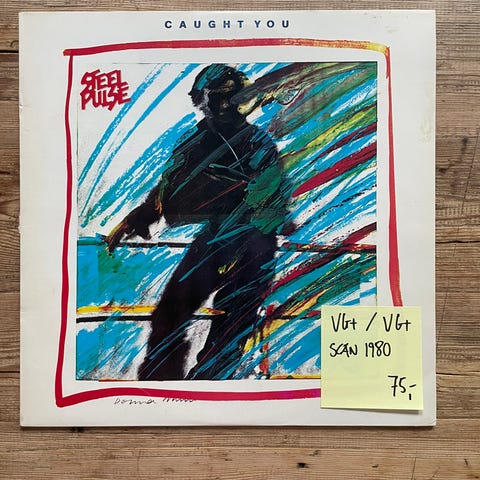 CAUGHT YOU
STEEL
PULSE
VG+ / VG+
SCAN 1980
75,-